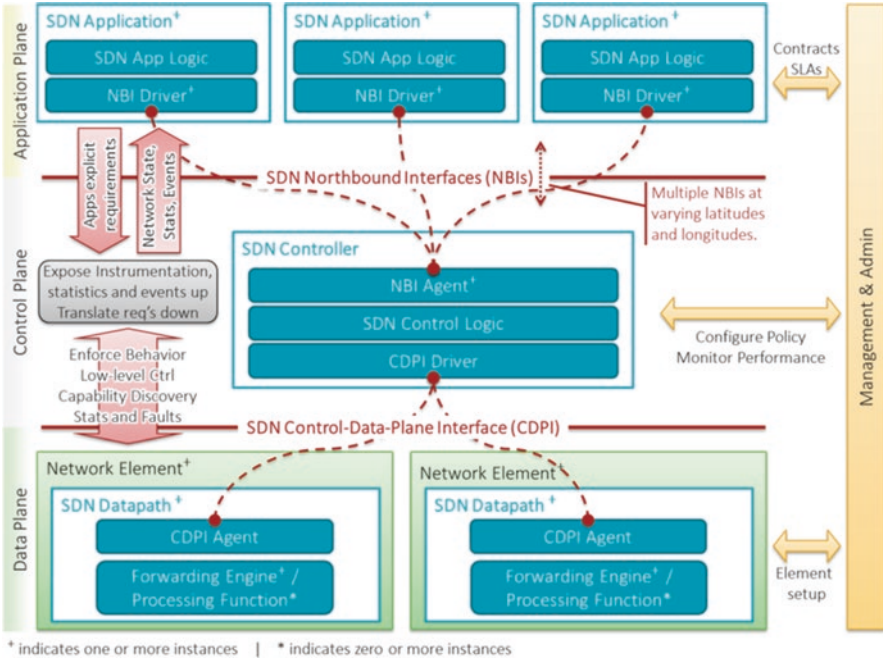 Application Plane
SDN Application+
SDN App Logic
NBI Driver+
SDN Application+
SDN App Logic
NBI Driver+
SDN Application+
SDN App Logic
NBI Driver+
Contracts
SLAs
Apps explicit
requirements
Network State,
Stats, Events
SDN Northbound Interfaces (NBIs)
Multiple NBIs at
varying latitudes
and longitudes.
Control Plane
Expose Instrumentation,
statistics and events up
Translate req's down
SDN Controller
NBI Agent+
SDN Control Logic
CDPI Driver
Configure Policy
Monitor Performance
Management & Admin
Enforce Behavior
Low-level Ctrl
Capability Discovery
Stats and Faults
SDN Control-Data-Plane Interface (CDPI)
Data Plane
Network Element+
SDN Datapath +
CDPI Agent
Forwarding Engine+ /
Processing Function*
Network Element+
SDN Datapath +
CDPI Agent
Forwarding Engine+ /
Processing Function*
Element
setup
+ indicates one or more instances | * indicates zero or more instances